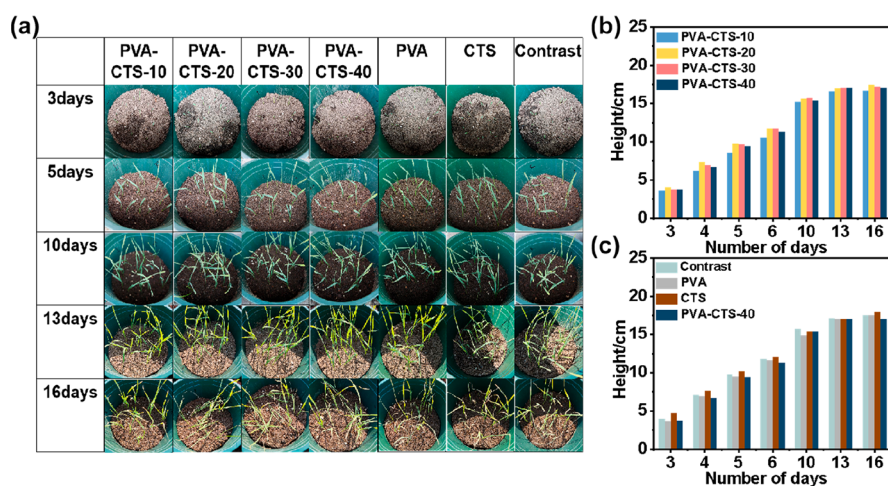 (a)
PVA-CTS-10
PVA-CTS-20
PVA-CTS-30
PVA-CTS-40
PVA
CTS
Contrast
3days
5days
10days
13days
16days
(b)
PVA-CTS-10
PVA-CTS-20
PVA-CTS-30
PVA-CTS-40
Height/cm
25
20
15
10
5
0
3 4 5 6 10 13 16
Number of days
(c)
Contrast
PVA
CTS
PVA-CTS-40
Height/cm
25
20
15
10
5
0
3 4 5 6 10 13 16
Number of days